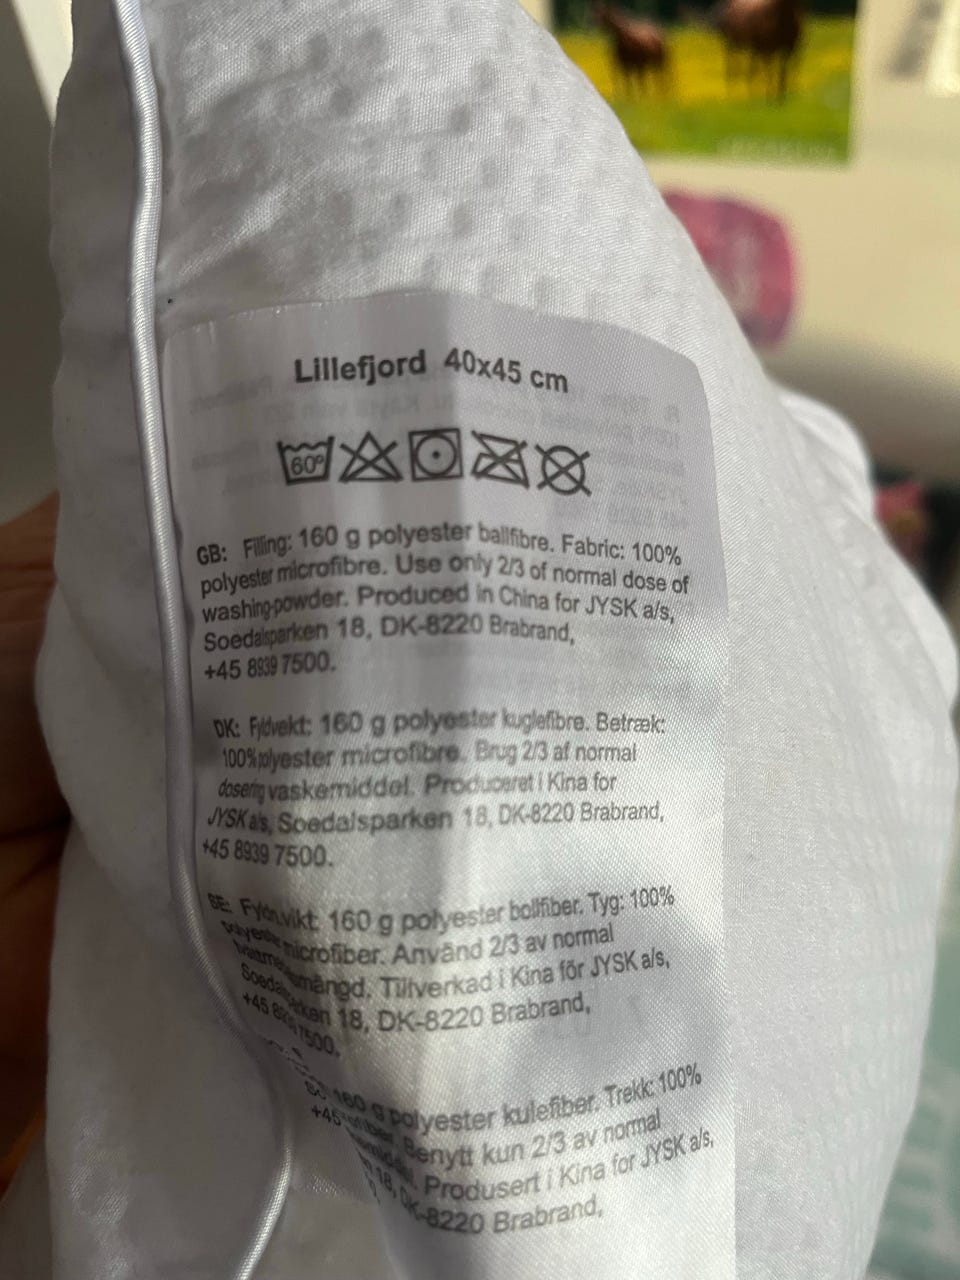 Lillefjord 40x45 cm
60°
GB: Filling: 160 g polyester ballfibre. Fabric: 100%
polyester microfibre. Use only 2/3 of normal dose of
washing-powder. Produced in China for JYSK a/s,
Soedalsparken 18, DK-8220 Brabrand,
+45 8939 7500.
DK: Fyldvekt: 160 g polyester kuglefibre. Betræk:
100% polyester microfibre. Brug 2/3 af normal
dosering vaskemiddel. Produceret i Kina for
JYSK a/s, Soedalsparken 18, DK-8220 Brabrand,
+45 8939 7500.
SE: 160 g polyester bollfiber. Tyg: 100%
polyester microfiber. Använd 2/3 av normal
Tillverkad i Kina för JYSK a/s,
18, DK-8220 Brabrand,
7500.
160 g polyester kulefiber. Trekk: 100%
Benytt kun 2/3 av normal
Produsert i Kina for JYSK a/s,
18, DK-8220 Brabrand,
+45